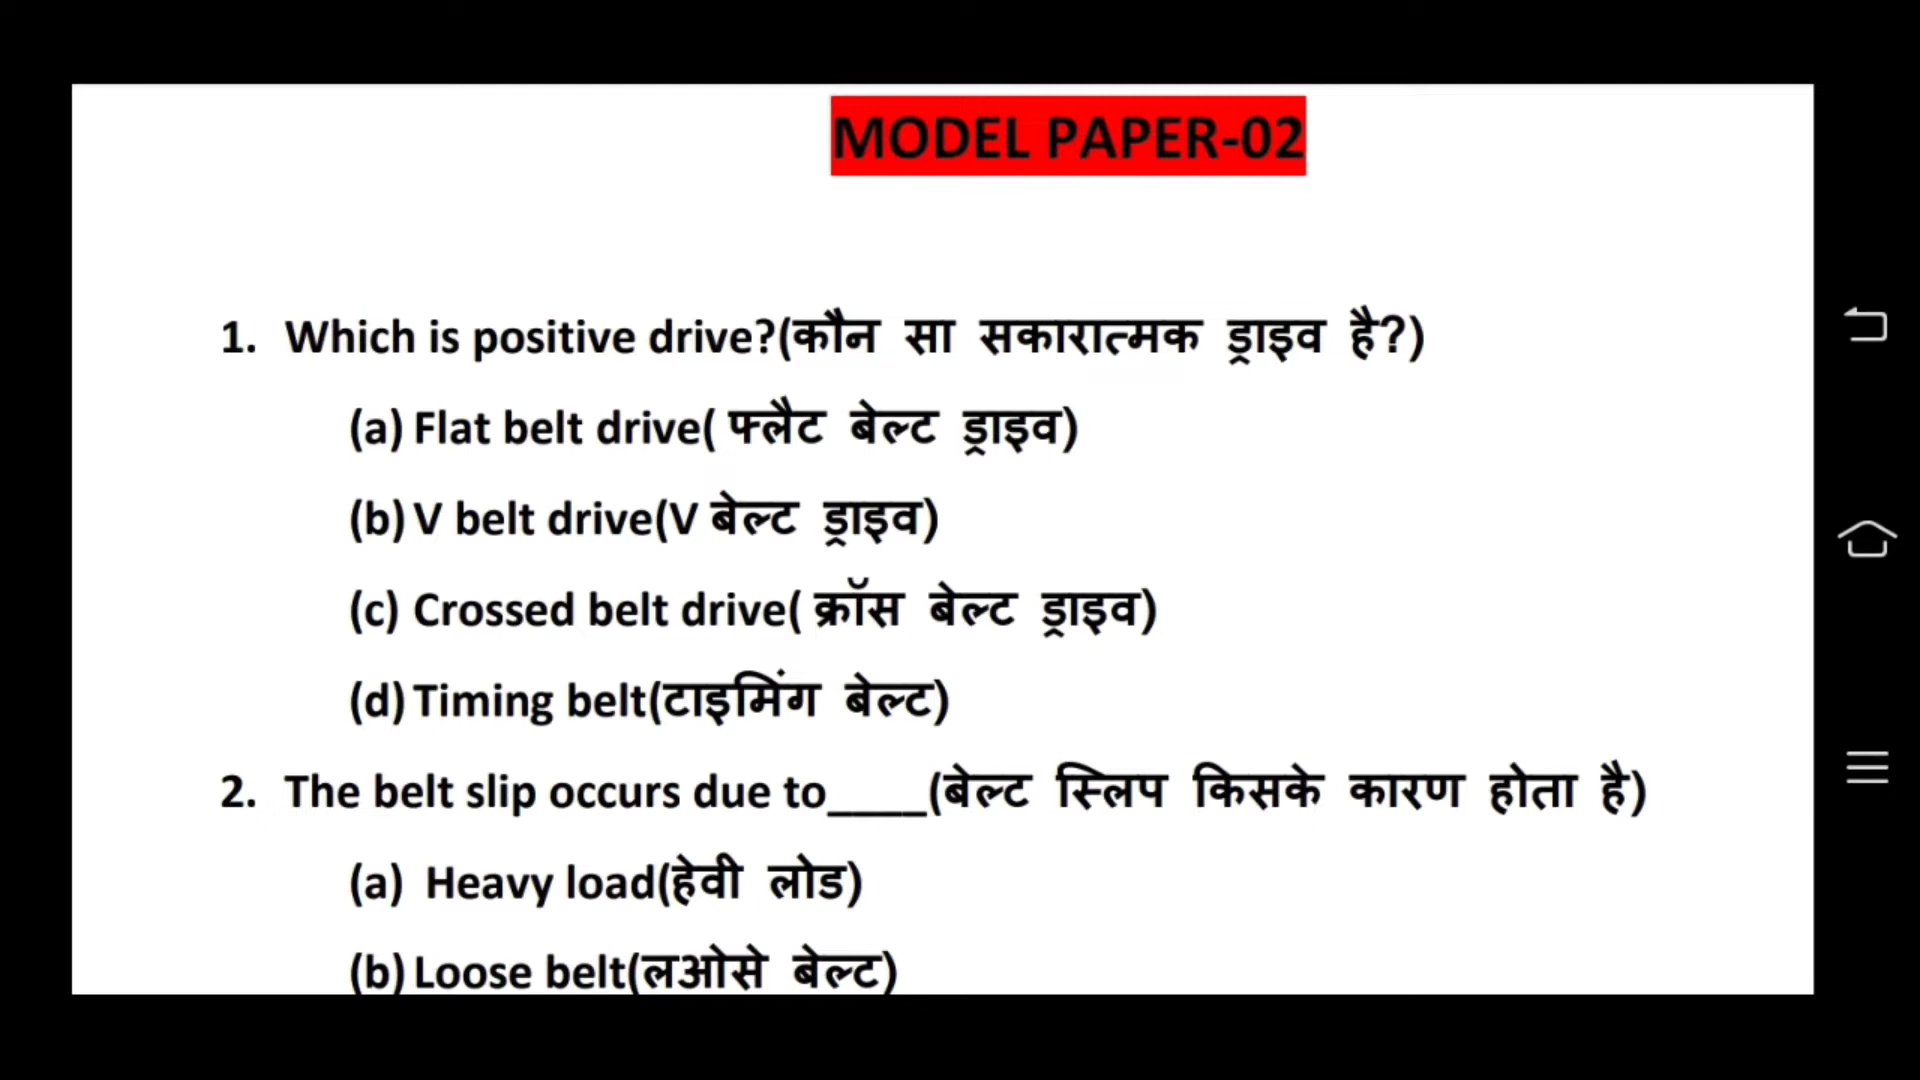 MODEL PAPER-02
1. Which is positive drive?(कौन सा सकारात्मक ड्राइव है?)
(a) Flat belt drive( फ्लैट बेल्ट ड्राइव)
(b) V belt drive(V बेल्ट ड्राइव)
(c) Crossed belt drive( क्रॉस बेल्ट ड्राइव)
(d) Timing belt(टाइमिंग बेल्ट)
2. The belt slip occurs due to____(बेल्ट स्लिप किसके कारण होता है)
(a) Heavy load(हेवी लोड)
(b) Loose belt(लओसे बेल्ट)